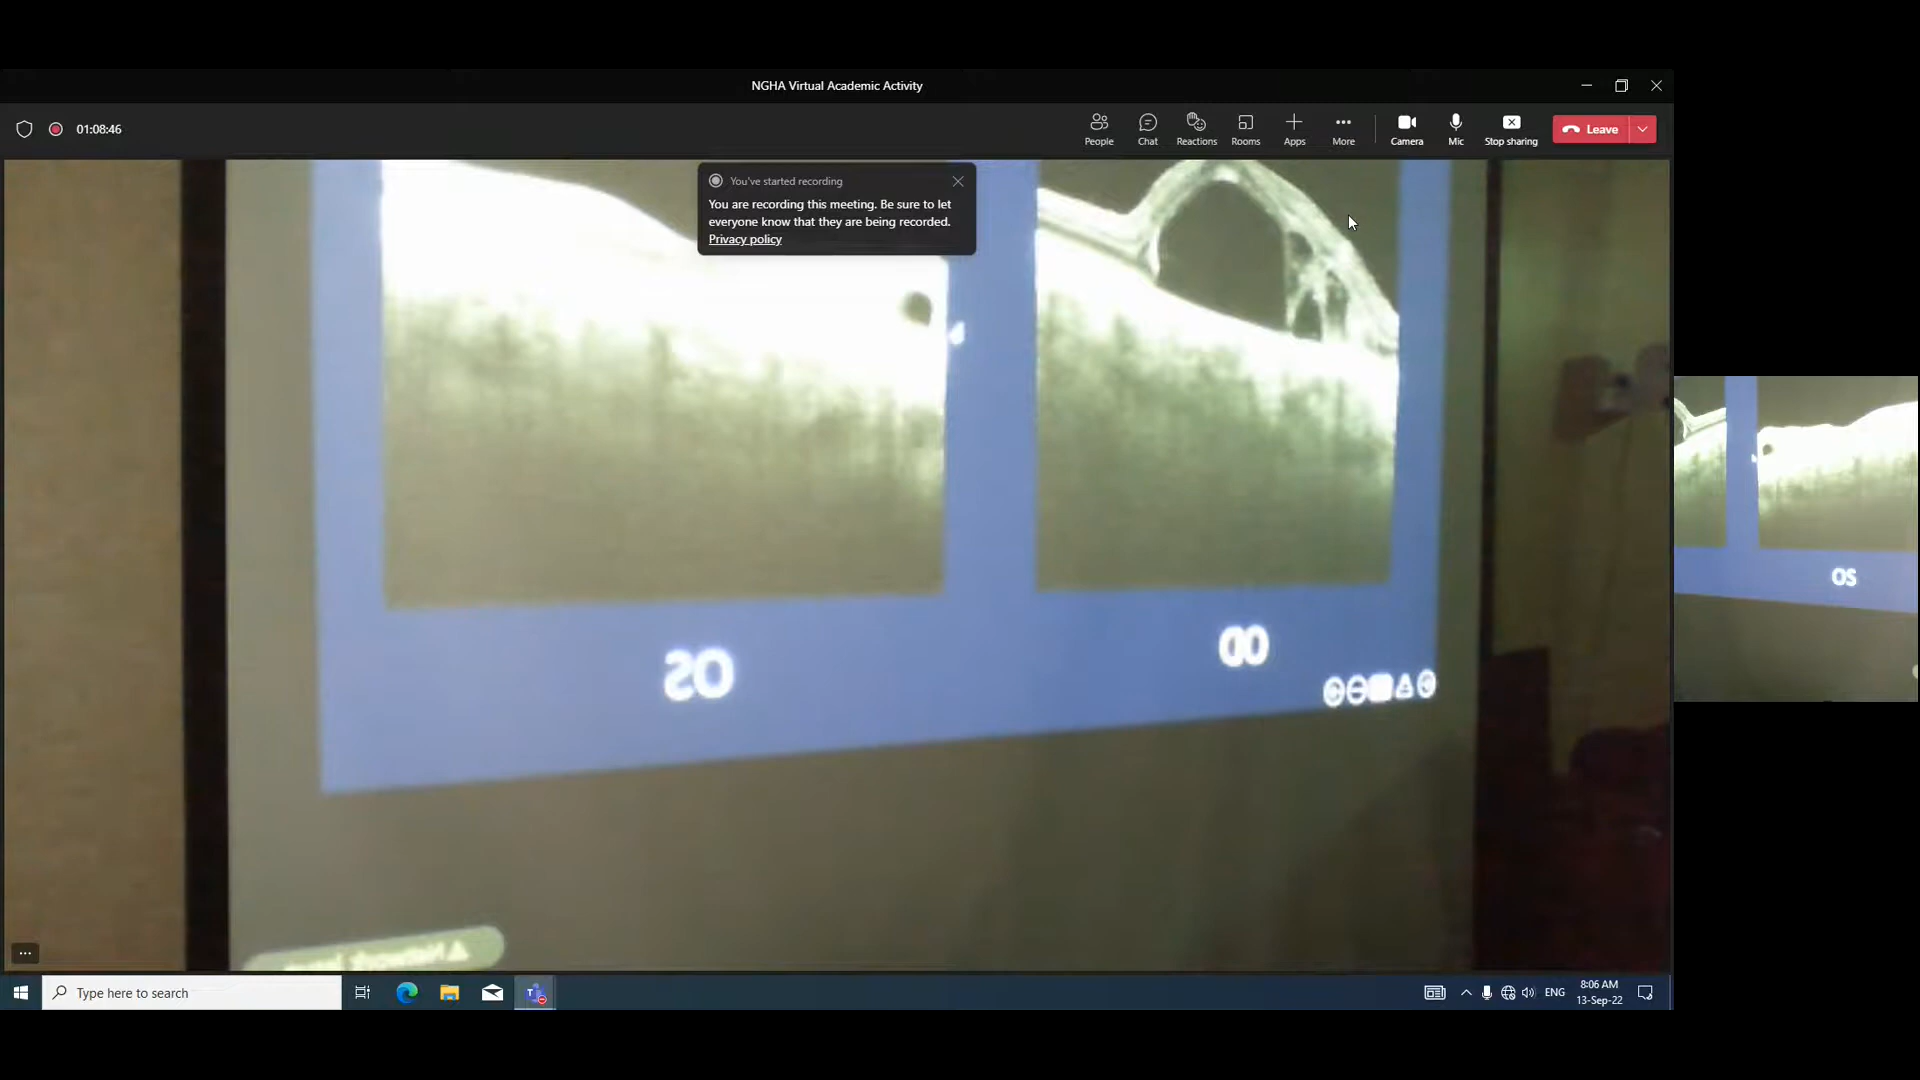 NGHA Virtual Academic Activity
01:08:46
People
Chat
Reactions
Rooms
Apps
More
Camera
Mic
Stop sharing
Leave
You've started recording
You are recording this meeting. Be sure to let
everyone know that they are being recorded.
Privacy policy
OS
OD
OS
Type here to search
ENG
8:06 AM
13-Sep-22